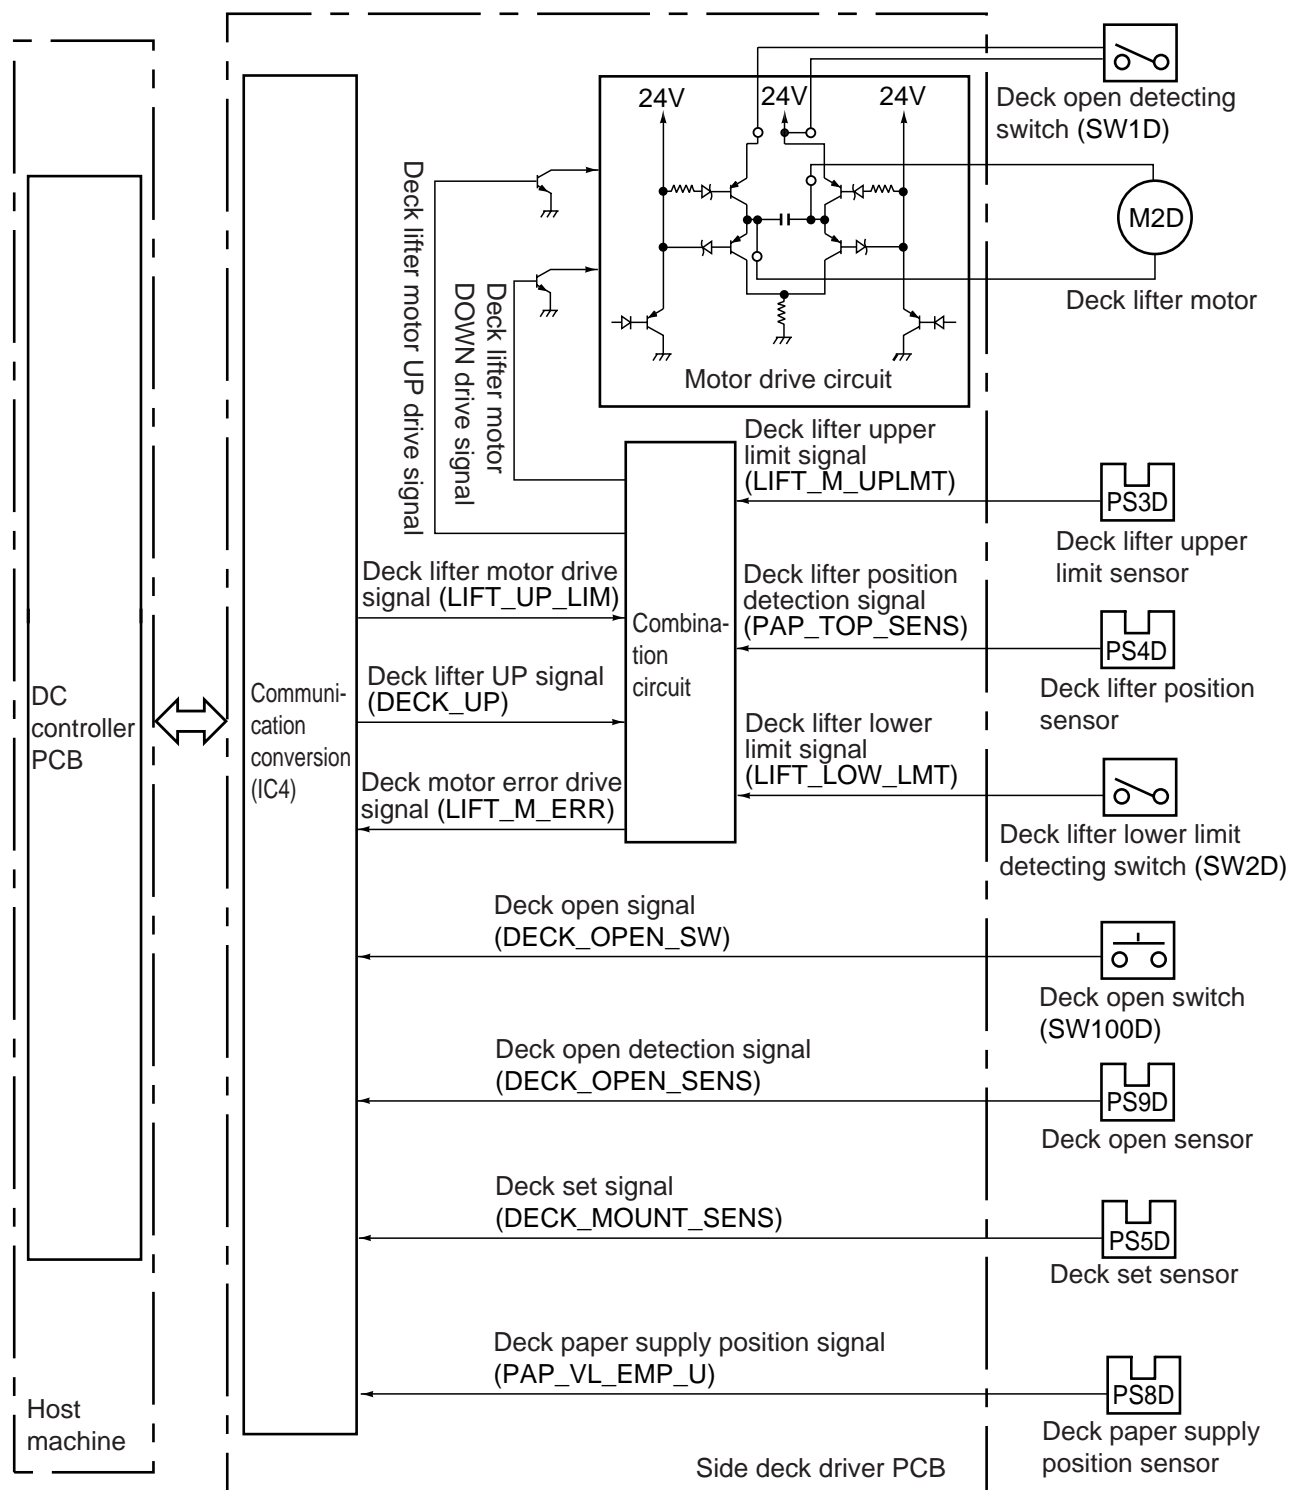 24V
24V
24V
Deck open detecting
switch (SW1D)
M2D
Deck lifter motor
Motor drive circuit
Deck lifter motor UP drive signal
Deck lifter motor
DOWN drive signal
Deck lifter upper
limit signal
(LIFT_M_UPLMT)
PS3D
Deck lifter upper
limit sensor
Deck lifter motor drive
signal (LIFT_UP_LIM)
Deck lifter position
detection signal
(PAP_TOP_SENS)
PS4D
Deck lifter position
sensor
Combina-
tion
circuit
Deck lifter UP signal
(DECK_UP)
DC
controller
PCB
Communi-
cation
conversion
(IC4)
Deck lifter lower
limit signal
(LIFT_LOW_LMT)
Deck motor error drive
signal (LIFT_M_ERR)
Deck lifter lower limit
detecting switch (SW2D)
Deck open signal
(DECK_OPEN_SW)
Deck open switch
(SW100D)
Deck open detection signal
(DECK_OPEN_SENS)
PS9D
Deck open sensor
Deck set signal
(DECK_MOUNT_SENS)
PS5D
Deck set sensor
Deck paper supply position signal
(PAP_VL_EMP_U)
PS8D
Deck paper supply
position sensor
Host
machine
Side deck driver PCB